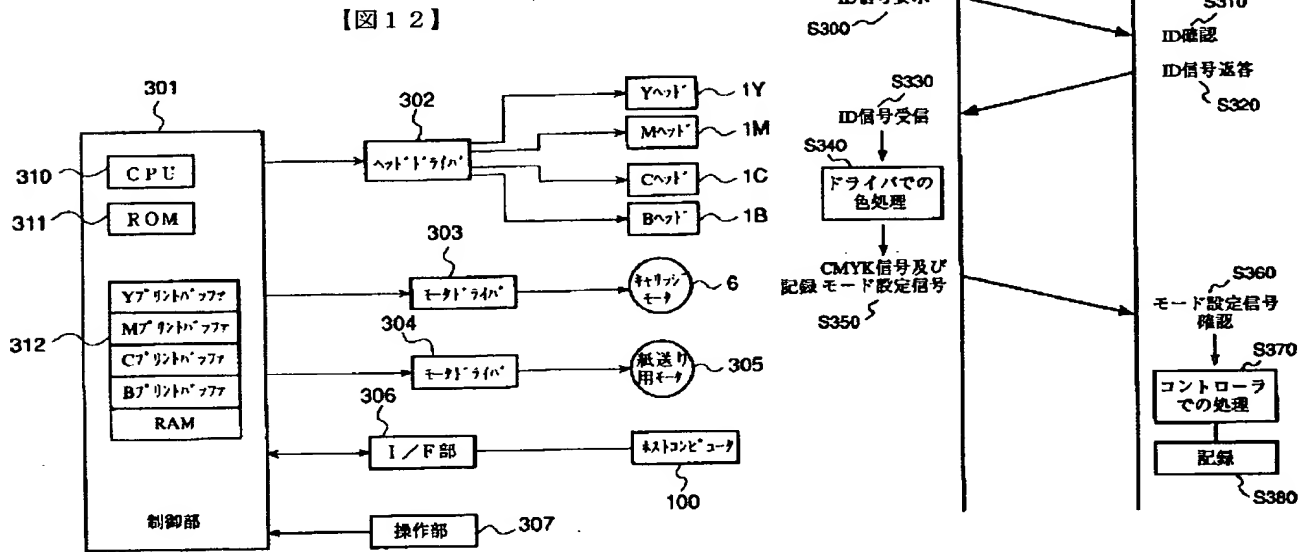 【図12】
301
310
CPU
311
ROM
312
Yプリントバッファ
Mプリントバッファ
Cプリントバッファ
Bプリントバッファ
RAM
制御部
302
ヘッドドライバ
Yヘッド
1Y
Mヘッド
1M
Cヘッド
1C
Bヘッド
1B
303
モータドライバ
キャリッジ
モータ
6
304
モータドライバ
紙送り
用モータ
305
306
I/F部
ホストコンピュータ
100
操作部
307
S300
S310
ID確認
ID信号返答
S320
S330
ID信号受信
S340
ドライバでの
色処理
CMYK信号及び
記録モード設定信号
S350
S360
モード設定信号
確認
S370
コントローラ
での処理
記録
S380